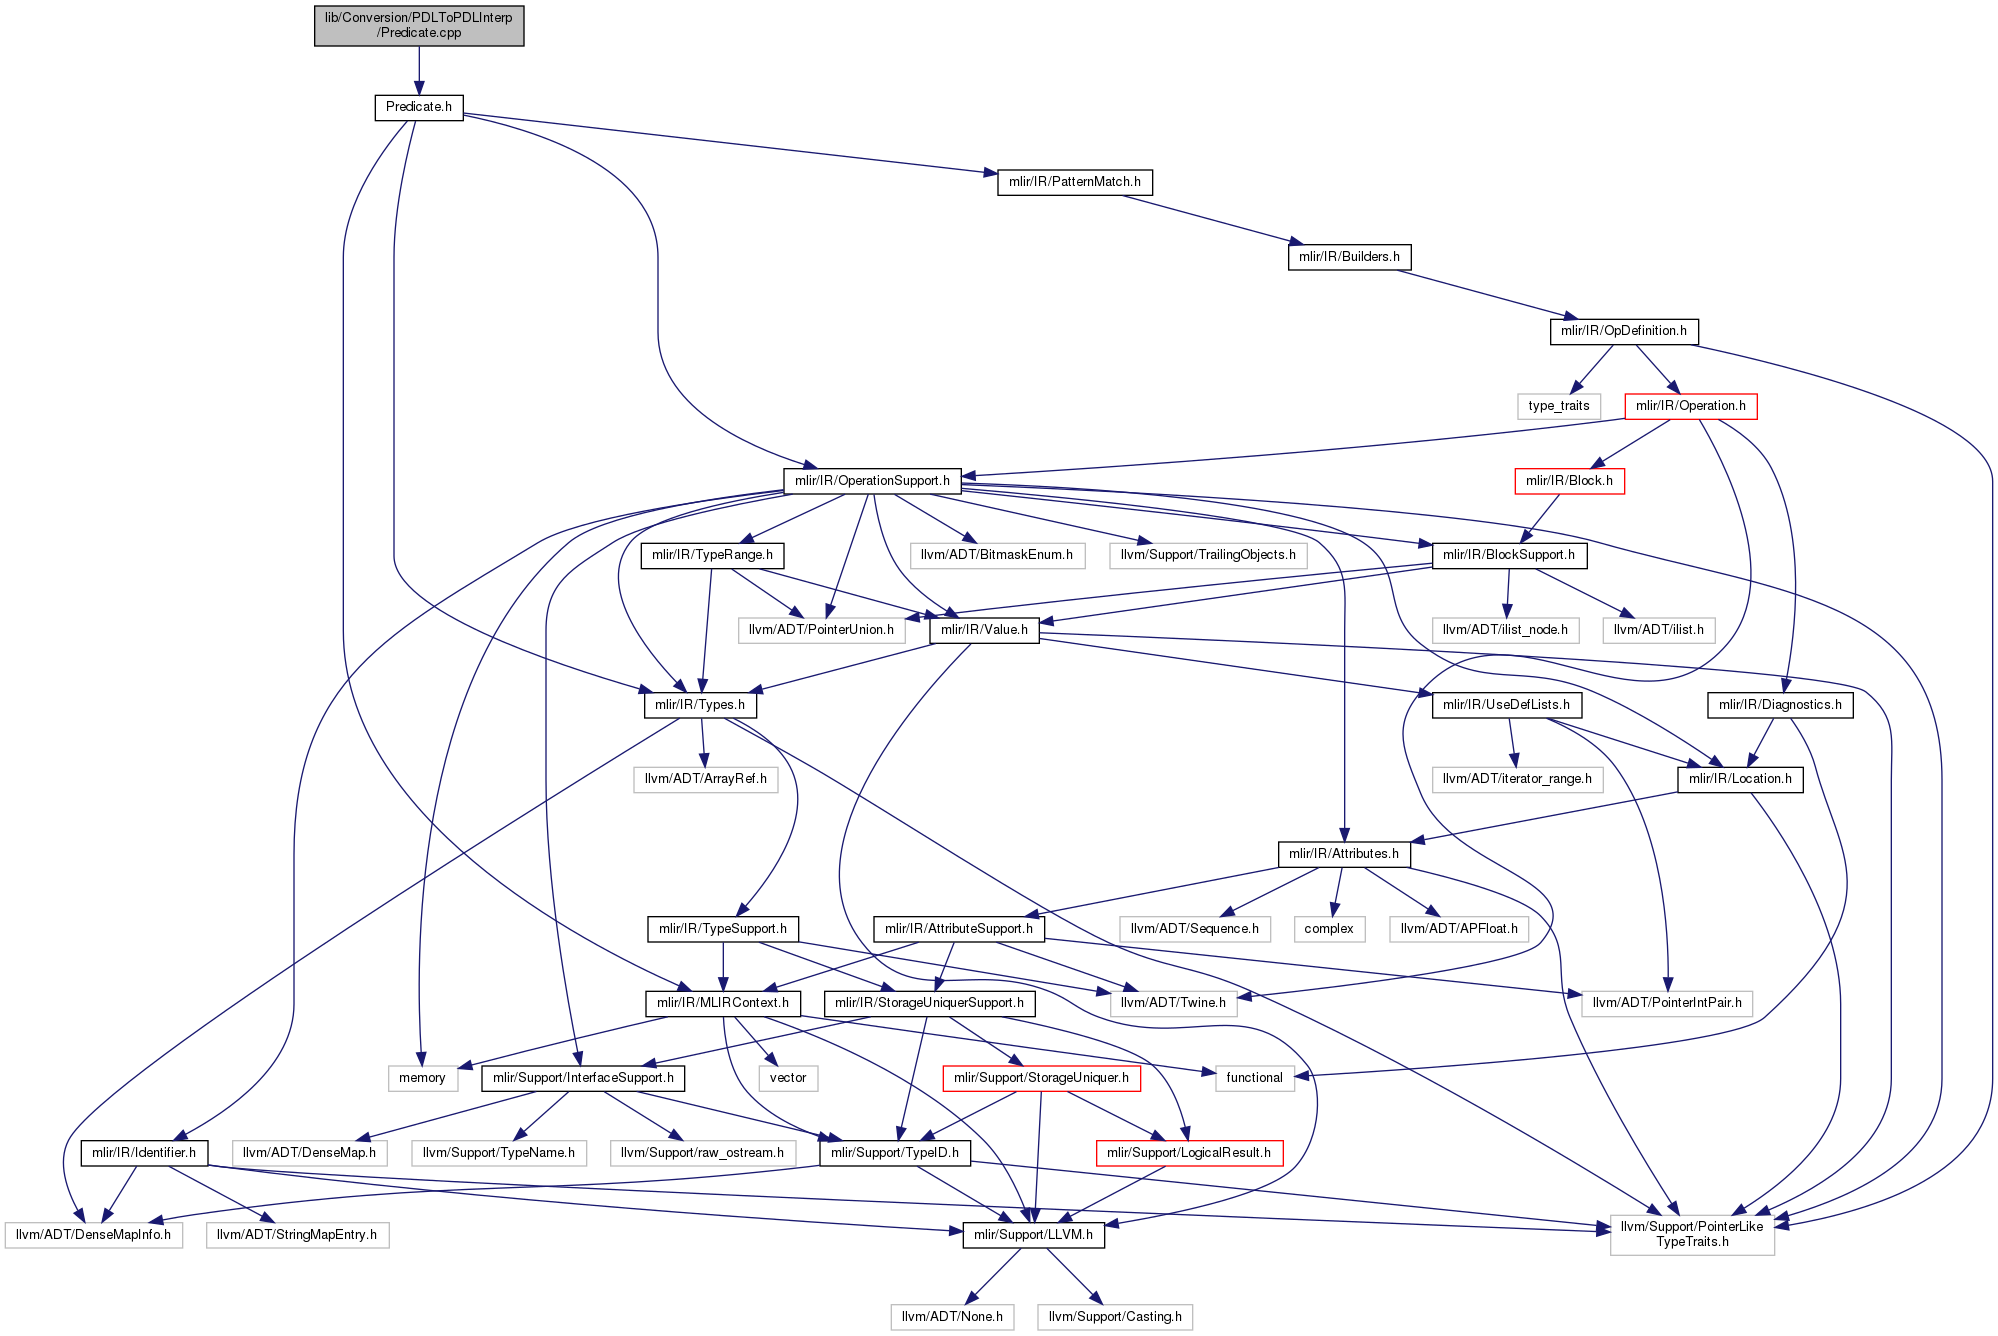 lib/Conversion/PDLToPDLInterp
/Predicate.cpp
Predicate.h
mlir/IR/PatternMatch.h
mlir/IR/Builders.h
mlir/IR/OpDefinition.h
type_traits
mlir/IR/Operation.h
mlir/IR/OperationSupport.h
mlir/IR/Block.h
mlir/IR/TypeRange.h
llvm/ADT/BitmaskEnum.h
llvm/Support/TrailingObjects.h
mlir/IR/BlockSupport.h
llvm/ADT/PointerUnion.h
mlir/IR/Value.h
llvm/ADT/ilist_node.h
llvm/ADT/ilist.h
mlir/IR/Types.h
mlir/IR/UseDefLists.h
mlir/IR/Diagnostics.h
llvm/ADT/ArrayRef.h
llvm/ADT/iterator_range.h
mlir/IR/Location.h
mlir/IR/Attributes.h
mlir/IR/TypeSupport.h
mlir/IR/AttributeSupport.h
llvm/ADT/Sequence.h
complex
llvm/ADT/APFloat.h
mlir/IR/MLIRContext.h
mlir/IR/StorageUniquerSupport.h
llvm/ADT/Twine.h
llvm/ADT/PointerIntPair.h
memory
mlir/Support/InterfaceSupport.h
vector
mlir/Support/StorageUniquer.h
functional
mlir/IR/Identifier.h
llvm/ADT/DenseMap.h
llvm/Support/TypeName.h
llvm/Support/raw_ostream.h
mlir/Support/TypeID.h
mlir/Support/LogicalResult.h
llvm/ADT/DenseMapInfo.h
llvm/ADT/StringMapEntry.h
mlir/Support/LLVM.h
llvm/Support/PointerLike
TypeTraits.h
llvm/ADT/None.h
llvm/Support/Casting.h